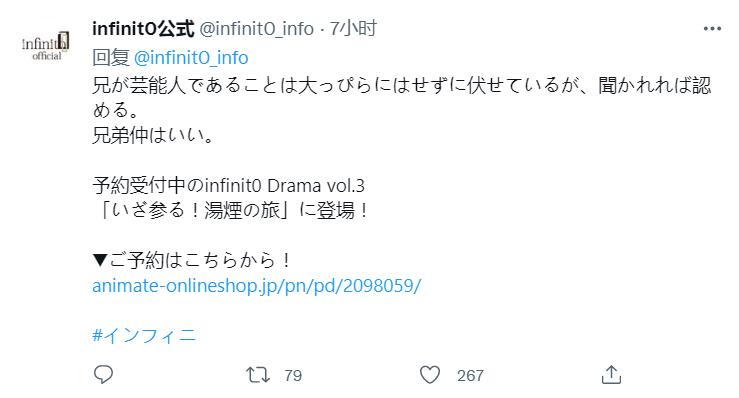 infinit0
official
infinit0公式 @infinit0_info · 7小时
回复 @infinit0_info
兄が芸能人であることは大っぴらにはせずに伏せているが、聞かれれば認
める。
兄弟仲はいい。
予約受付中のinfinit0 Drama vol.3
「いざ参る！湯煙の旅」に登場！
▼ご予約はこちらから！
animate-onlineshop.jp/pn/pd/2098059/
#インフィニ
79
267